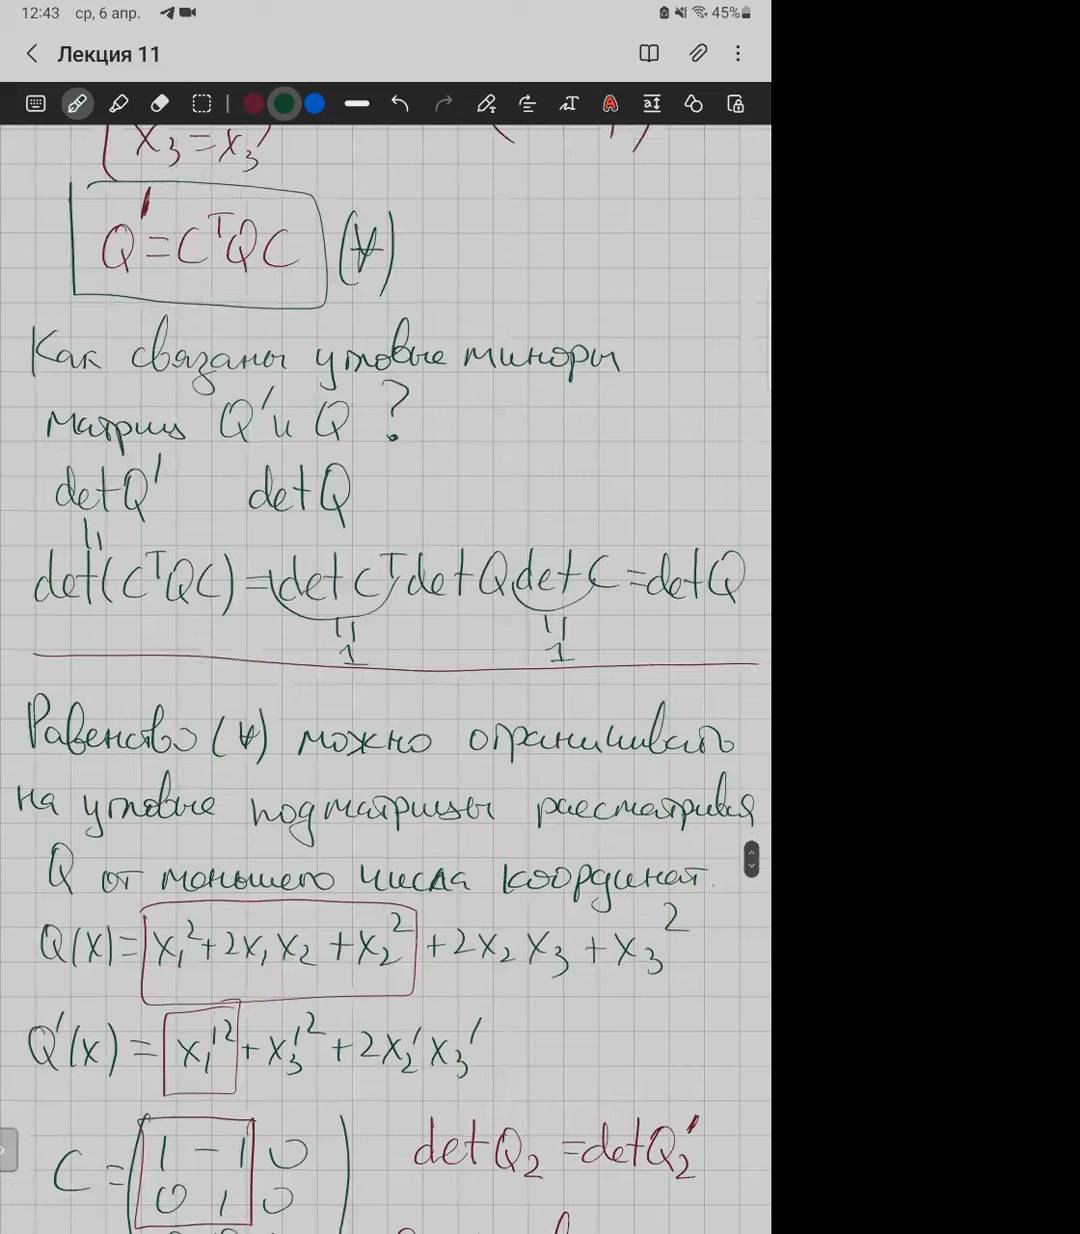 12:43 ср, 6 апр. 45%
Лекция 11
x₃ = x₃'
Q' = CᵀQC (∀)
Как связаны угловые миноры
матриц Q' и Q ?
det Q' det Q
det(CᵀQC) = det Cᵀ det Q det C = det Q
1 1
Равенство (∀) можно ограничивать
на угловые подматрицы рассматривая
Q от меньшего числа координат.
Q(x) = x₁² + 2x₁x₂ + x₂² + 2x₂x₃ + x₃²
Q'(x) = x₁'² + x₃'² + 2x₂'x₃'
C = ( 1 -1 0 ) det Q₂ = det Q₂'
0 1 0